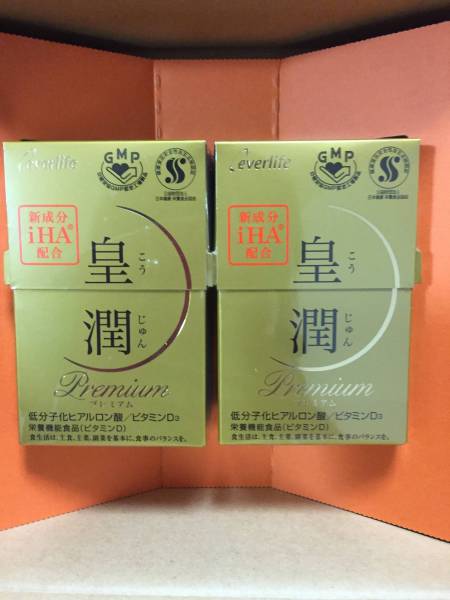 everlife
GMP
新成分
iHA®
配合
皇潤
こうじゅん
Premium
プレミアム
低分子化ヒアルロン酸/ビタミンD3
栄養機能食品(ビタミンD)
食生活は、主食、主菜、副菜を基本に、食事のバランスを。
everlife
GMP
新成分
iHA®
配合
皇潤
こうじゅん
Premium
プレミアム
低分子化ヒアルロン酸/ビタミンD3
栄養機能食品(ビタミンD)
食生活は、主食、主菜、副菜を基本に、食事のバランスを。